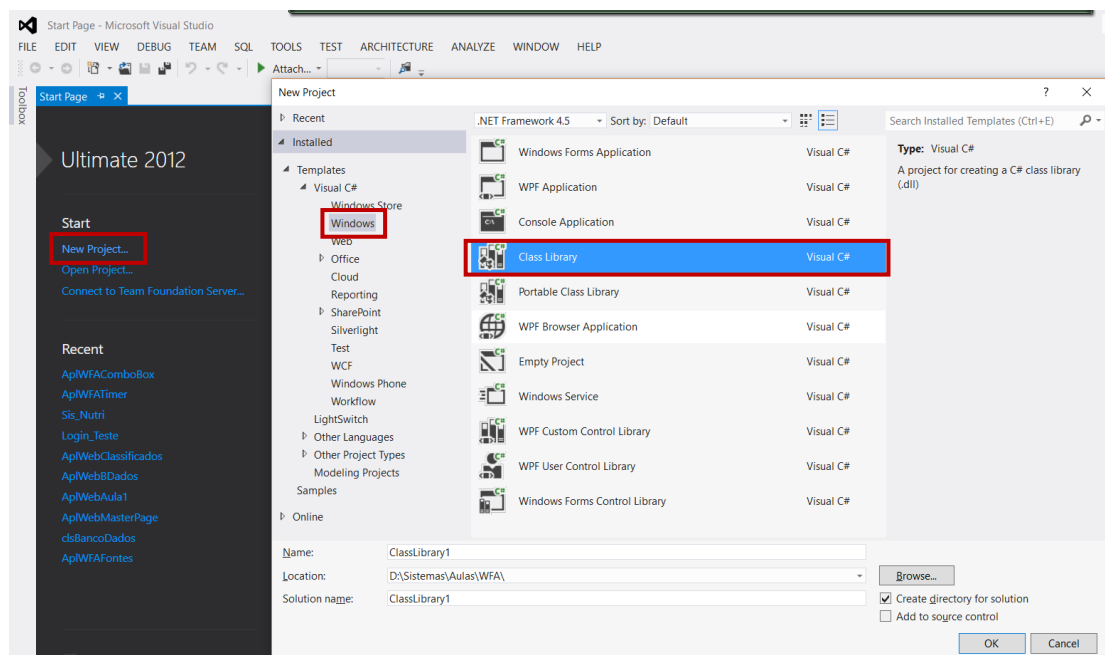 Start Page - Microsoft Visual Studio
FILE EDIT VIEW DEBUG TEAM SQL TOOLS TEST ARCHITECTURE ANALYZE WINDOW HELP
Attach...
Toolbox
Start Page
Ultimate 2012
Start
New Project...
Open Project...
Connect to Team Foundation Server...
Recent
AplWFAComboBox
AplWFATimer
Sis_Nutri
Login_Teste
AplWebClassificados
AplWebBDados
AplWebAula1
AplWebMasterPage
clsBancoDados
AplWFAFontes
New Project ?
Recent
Installed
Templates
Visual C#
Windows Store
Windows
Web
Office
Cloud
Reporting
SharePoint
Silverlight
Test
WCF
Windows Phone
Workflow
LightSwitch
Other Languages
Other Project Types
Modeling Projects
Samples
Online
.NET Framework 4.5 Sort by: Default
Windows Forms Application Visual C#
WPF Application Visual C#
Console Application Visual C#
Class Library Visual C#
Portable Class Library Visual C#
WPF Browser Application Visual C#
Empty Project Visual C#
Windows Service Visual C#
WPF Custom Control Library Visual C#
WPF User Control Library Visual C#
Windows Forms Control Library Visual C#
Search Installed Templates (Ctrl+E)
Type: Visual C#
A project for creating a C# class library
(.dll)
Name: ClassLibrary1
Location: D:\Sistemas\Aulas\WFA\ Browse...
Solution name: ClassLibrary1
Create directory for solution
Add to source control
OK Cancel